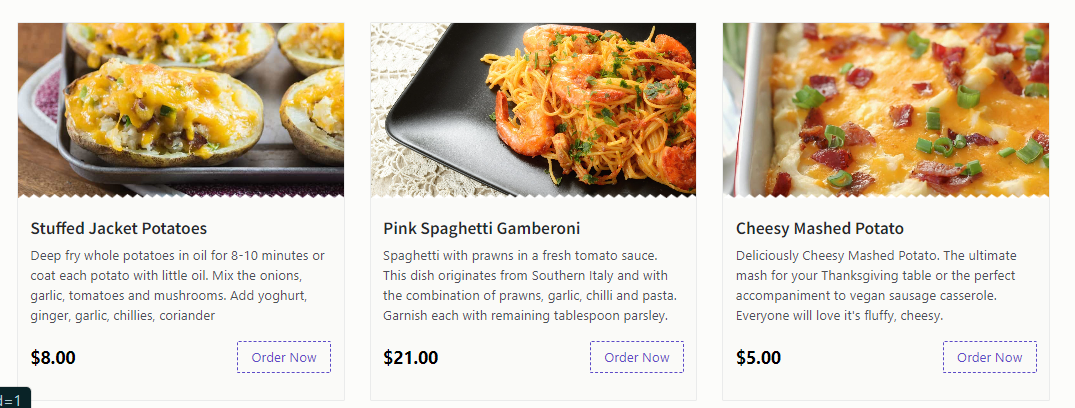 Stuffed Jacket Potatoes
Deep fry whole potatoes in oil for 8-10 minutes or
coat each potato with little oil. Mix the onions,
garlic, tomatoes and mushrooms. Add yoghurt,
ginger, garlic, chillies, coriander
$8.00
Order Now
Pink Spaghetti Gamberoni
Spaghetti with prawns in a fresh tomato sauce.
This dish originates from Southern Italy and with
the combination of prawns, garlic, chilli and pasta.
Garnish each with remaining tablespoon parsley.
$21.00
Order Now
Cheesy Mashed Potato
Deliciously Cheesy Mashed Potato. The ultimate
mash for your Thanksgiving table or the perfect
accompaniment to vegan sausage casserole.
Everyone will love it's fluffy, cheesy.
$5.00
Order Now
d=1